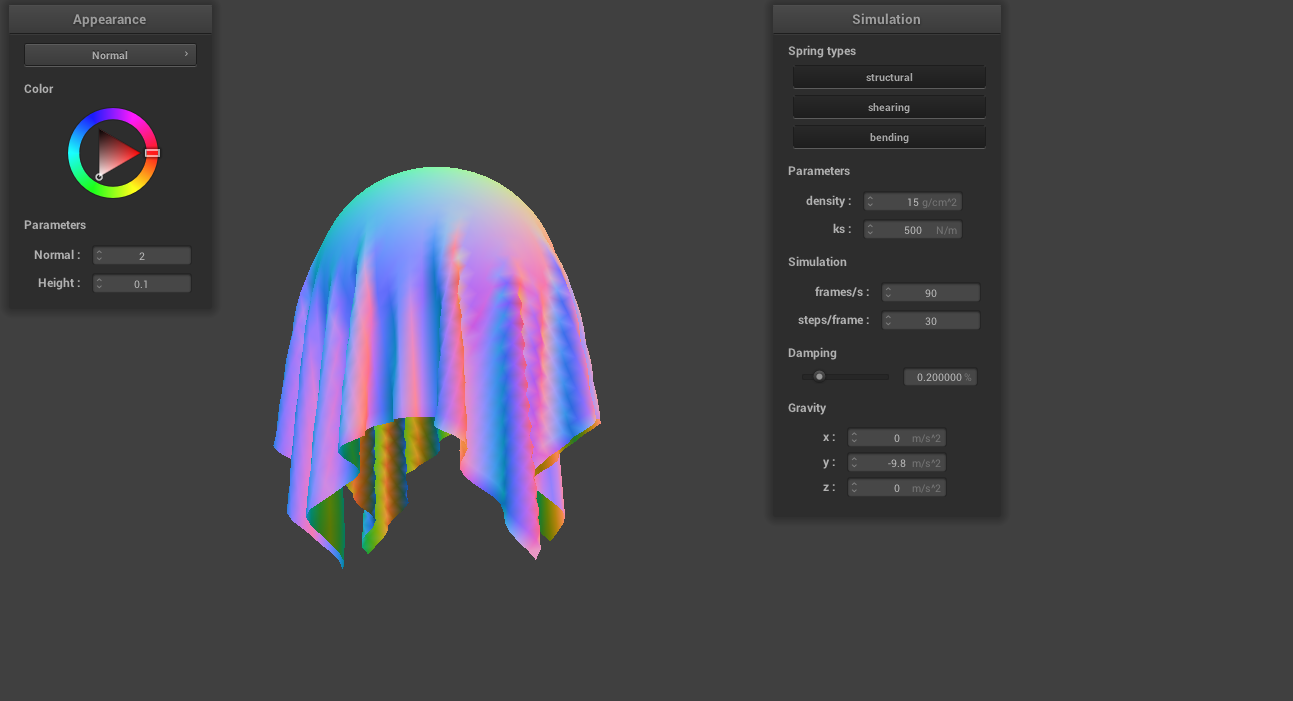 Appearance
Normal
Color
Parameters
Normal : 2
Height : 0.1
Simulation
Spring types
structural
shearing
bending
Parameters
density : 15 g/cm^2
ks : 500 N/m
Simulation
frames/s : 90
steps/frame : 30
Damping
0.200000 %
Gravity
x : 0 m/s^2
y : -9.8 m/s^2
z : 0 m/s^2